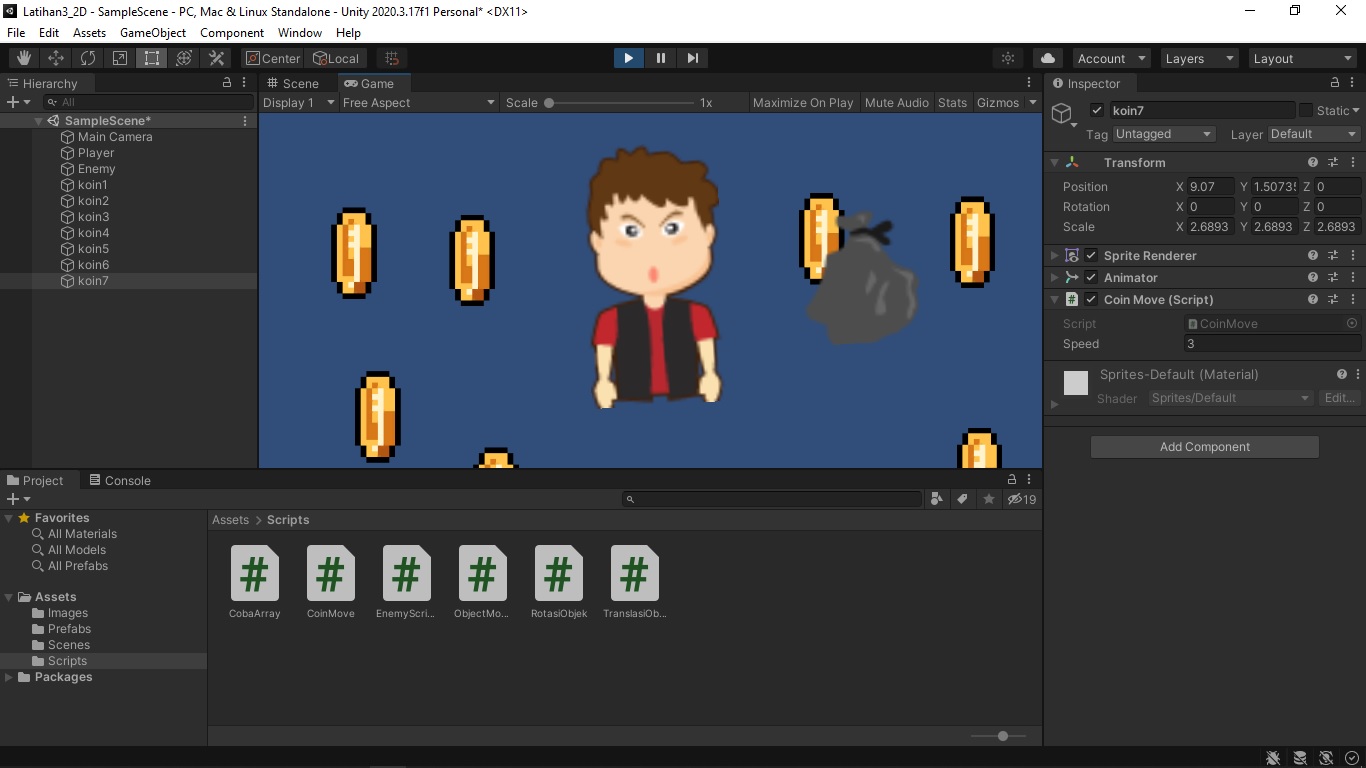 Latihan3_2D - SampleScene - PC, Mac & Linux Standalone - Unity 2020.3.17f1 Personal* <DX11>
File Edit Assets GameObject Component Window Help
Center Local Account Layers Layout
Hierarchy
All
SampleScene*
Main Camera
Player
Enemy
koin1
koin2
koin3
koin4
koin5
koin6
koin7
Scene Game
Display 1 Free Aspect Scale 1x Maximize On Play Mute Audio Stats Gizmos
Inspector
koin7 Static
Tag Untagged Layer Default
Transform
Position X 9.07 Y 1.5073 Z 0
Rotation X 0 Y 0 Z 0
Scale X 2.6893 Y 2.6893 Z 2.6893
Sprite Renderer
Animator
# Coin Move (Script)
Script CoinMove
Speed 3
Sprites-Default (Material)
Shader Sprites/Default Edit...
Add Component
Project Console
19
Favorites
All Materials
All Models
All Prefabs
Assets
Images
Prefabs
Scenes
Scripts
Packages
Assets > Scripts
# # # # # #
CobaArray CoinMove EnemyScri... ObjectMo... RotasiObjek TranslasiOb...